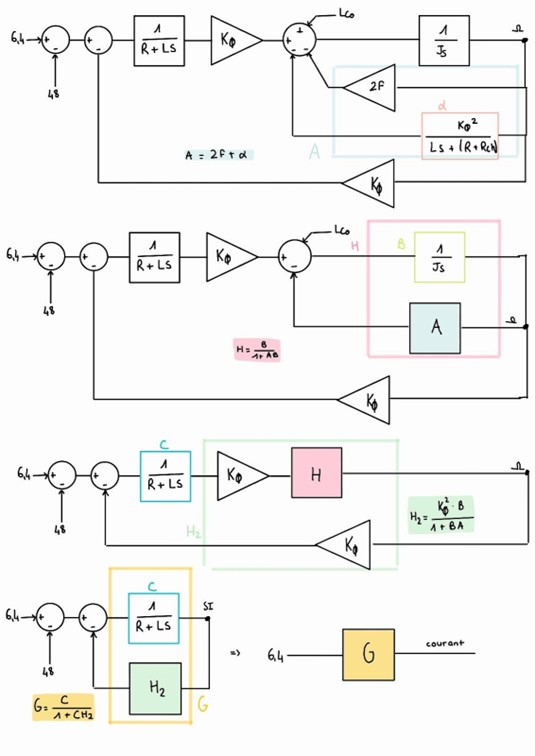 6,4 + - 48 + - 1 / R + LS KΦ + + - - LCO 1 / JS Ω
2F
α
KΦ² / LS + (R+Rch)
A = 2F + α A
KΦ
6,4 + - 48 + - 1 / R + LS KΦ + - LCO H B 1 / JS
A Ω
H = B / 1 + AB
KΦ
C
6,4 + - 48 + - 1 / R + LS KΦ H Ω
H₂ = KΦ² · B / 1 + BA
H₂ KΦ
C SI
6,4 + - 48 + - 1 / R + LS => 6,4 G courant
H₂
G = C / 1 + CH₂ G